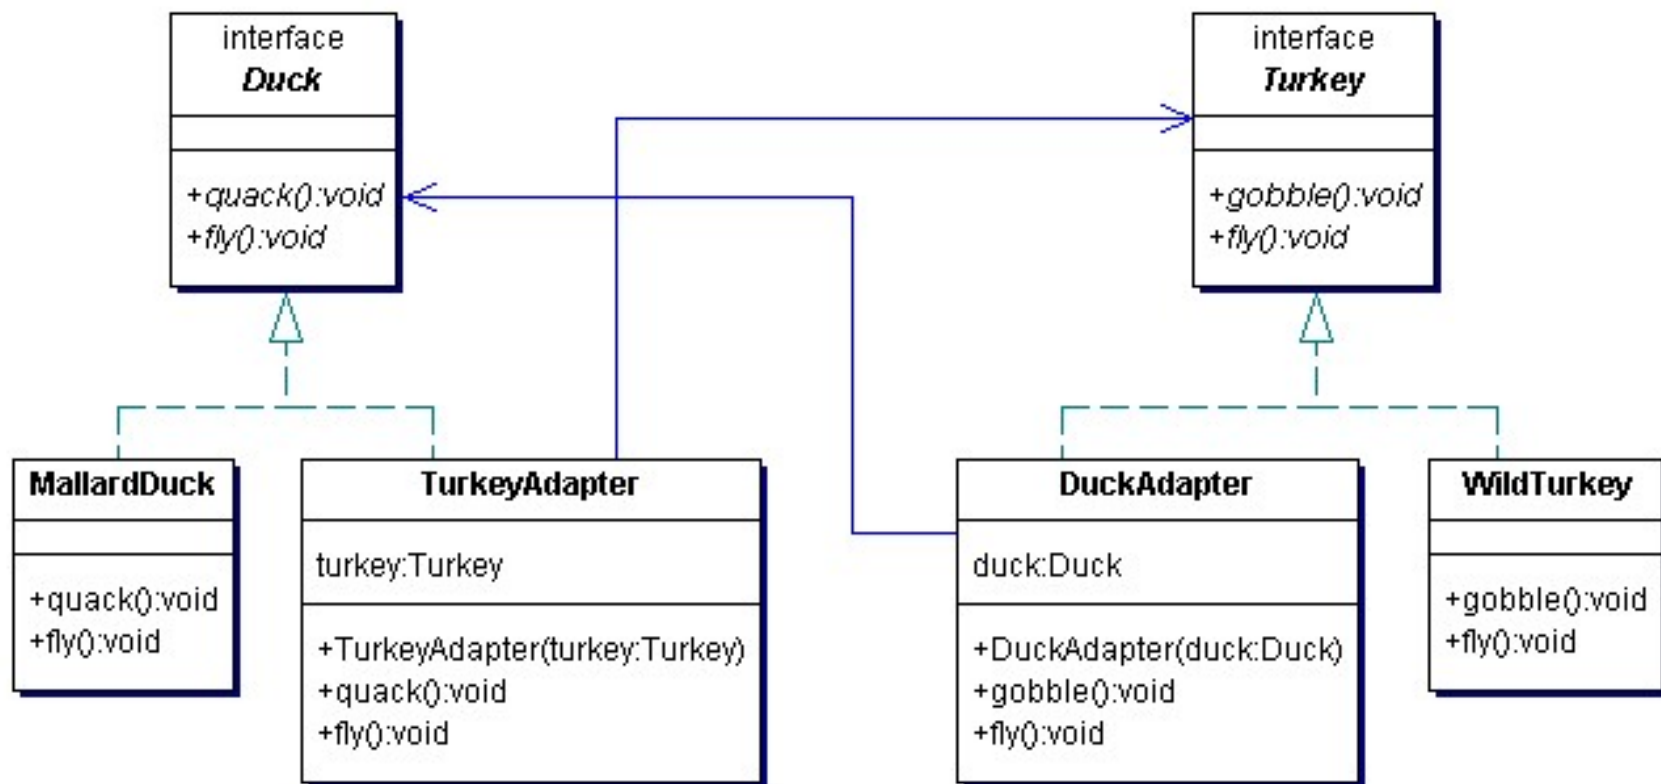 interface
Duck
+quack():void
+fly():void
interface
Turkey
+gobble():void
+fly():void
MallardDuck
+quack():void
+fly():void
TurkeyAdapter
turkey:Turkey
+TurkeyAdapter(turkey:Turkey)
+quack():void
+fly():void
DuckAdapter
duck:Duck
+DuckAdapter(duck:Duck)
+gobble():void
+fly():void
WildTurkey
+gobble():void
+fly():void